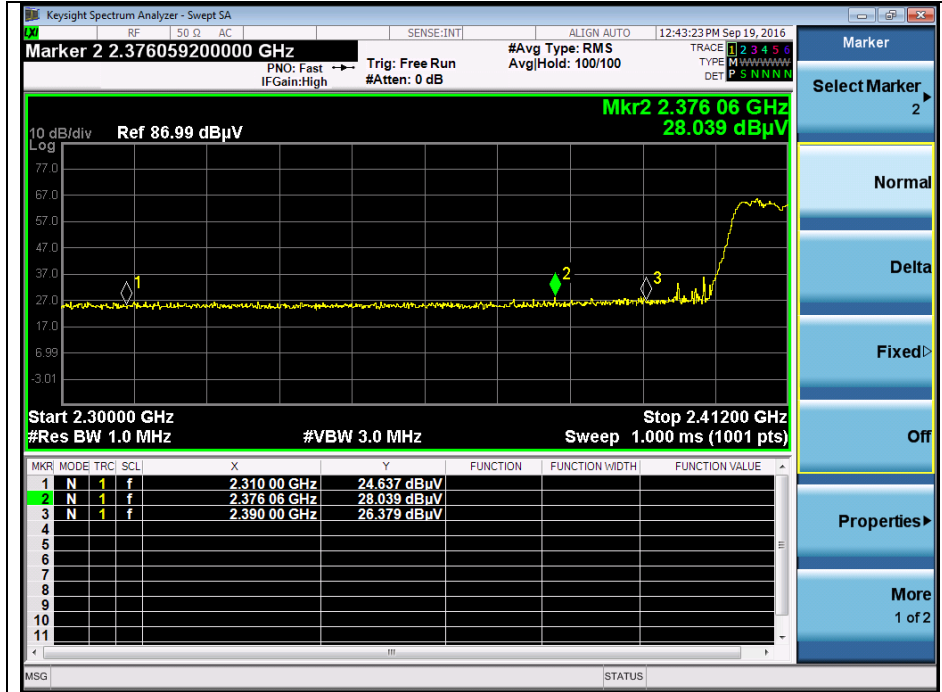 Keysight Spectrum Analyzer - Swept SA
LXI RF 50 Ω AC SENSE:INT ALIGN AUTO 12:43:23 PM Sep 19, 2016
Marker 2 2.376059200000 GHz
PNO: Fast
IFGain:High
Trig: Free Run
#Atten: 0 dB
#Avg Type: RMS
Avg|Hold: 100/100
TRACE 1 2 3 4 5 6
TYPE M WWWWW
DET P S N N N N
Mkr2 2.376 06 GHz
28.039 dBµV
10 dB/div Ref 86.99 dBµV
Log
77.0
67.0
57.0
47.0
37.0
27.0
17.0
6.99
-3.01
1
2
3
Start 2.30000 GHz Stop 2.41200 GHz
#Res BW 1.0 MHz #VBW 3.0 MHz Sweep 1.000 ms (1001 pts)
MKR MODE TRC SCL X Y FUNCTION FUNCTION WIDTH FUNCTION VALUE
1 N 1 f 2.310 00 GHz 24.637 dBµV
2 N 1 f 2.376 06 GHz 28.039 dBµV
3 N 1 f 2.390 00 GHz 26.379 dBµV
4
5
6
7
8
9
10
11
MSG STATUS
Marker
Select Marker
2
Normal
Delta
Fixed
Off
Properties
More
1 of 2